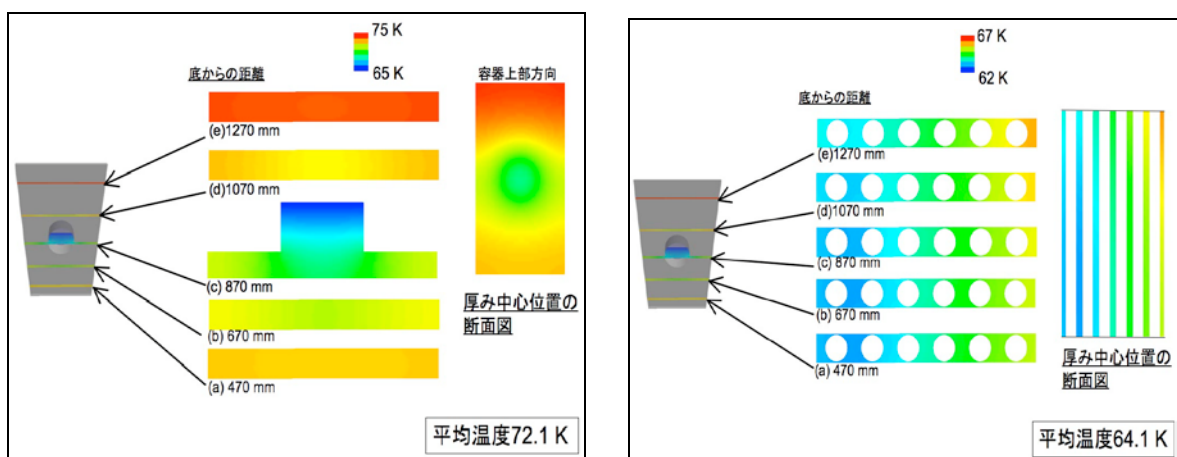 75 K
65 K
底からの距離
容器上部方向
(e)1270 mm
(d)1070 mm
(c) 870 mm
(b) 670 mm
(a) 470 mm
厚み中心位置の
断面図
平均温度72.1 K
67 K
62 K
底からの距離
(e)1270 mm
(d)1070 mm
(c) 870 mm
(b) 670 mm
(a) 470 mm
厚み中心位置の
断面図
平均温度64.1 K